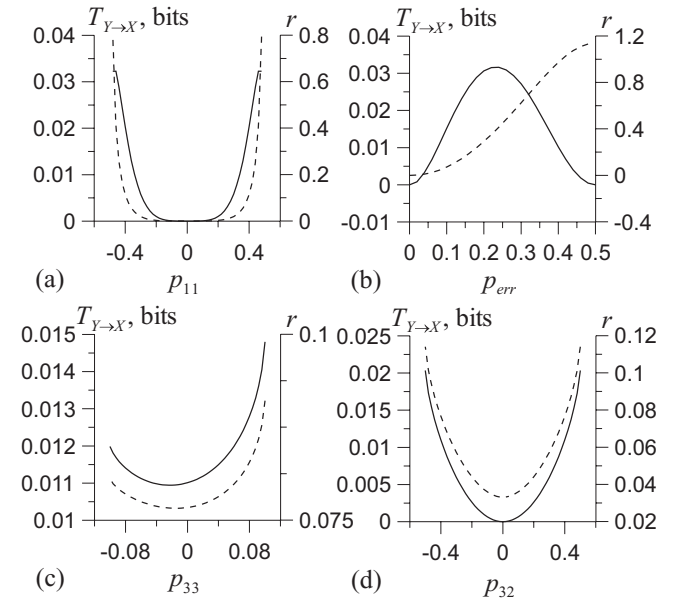 T_{Y→X}, bits r
0.04 0.8
0.03 0.6
0.02 0.4
0.01 0.2
0 0
-0.4 0 0.4
(a) p_{11}
T_{Y→X}, bits r
0.04 1.2
0.03 0.8
0.02 0.4
0.01
0 0
-0.01 -0.4
0 0.1 0.2 0.3 0.4 0.5
(b) p_{err}
T_{Y→X}, bits r
0.015 0.1
0.014
0.013
0.012
0.011
0.01 0.075
-0.08 0 0.08
(c) p_{33}
T_{Y→X}, bits r
0.025 0.12
0.02 0.10
0.015 0.08
0.01 0.06
0.005 0.04
0 0.02
-0.4 0 0.4
(d) p_{32}